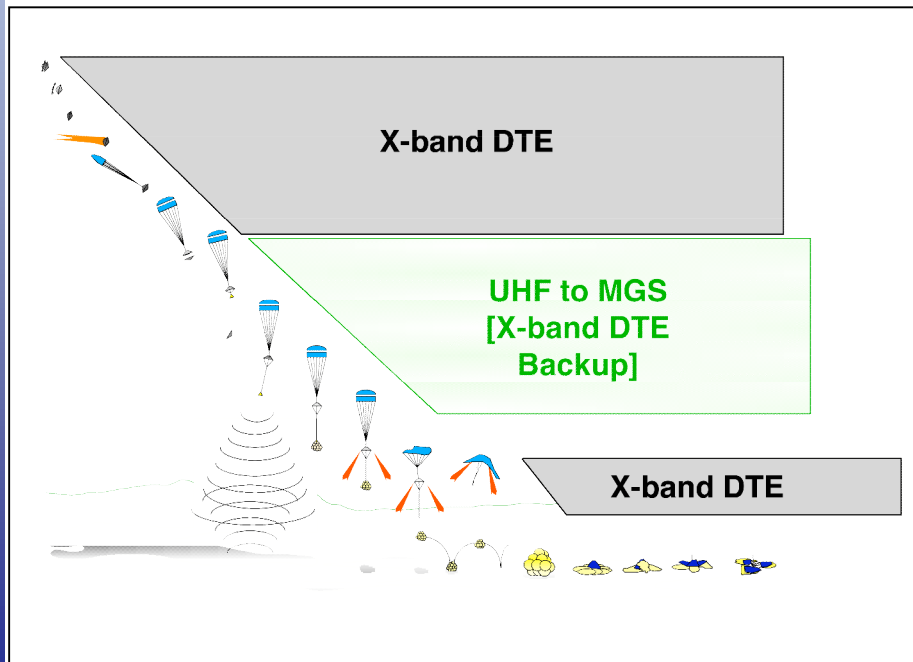 X-band DTE
UHF to MGS
[X-band DTE
Backup]
X-band DTE